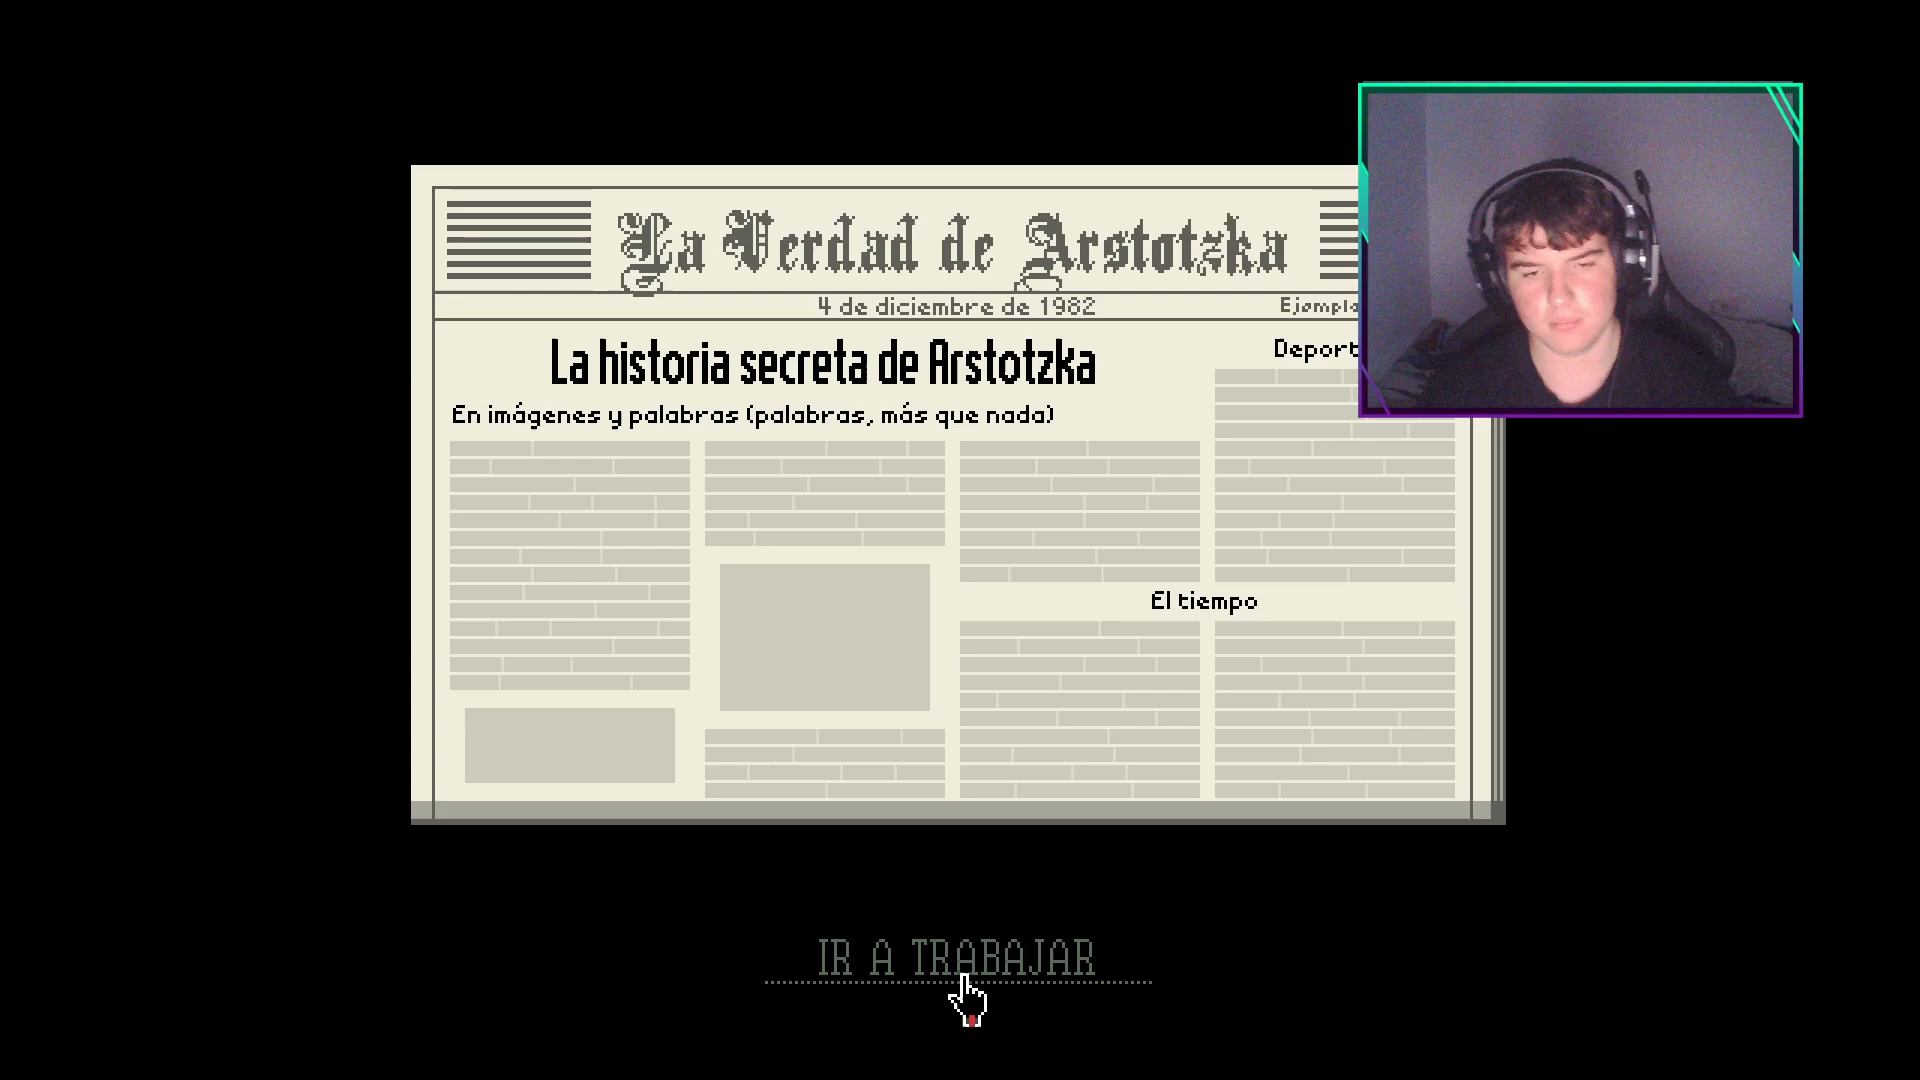 La Verdad de Arstotzka
4 de diciembre de 1982
La historia secreta de Arstotzka
En imágenes y palabras (palabras, más que nada)
El tiempo
IR A TRABAJAR